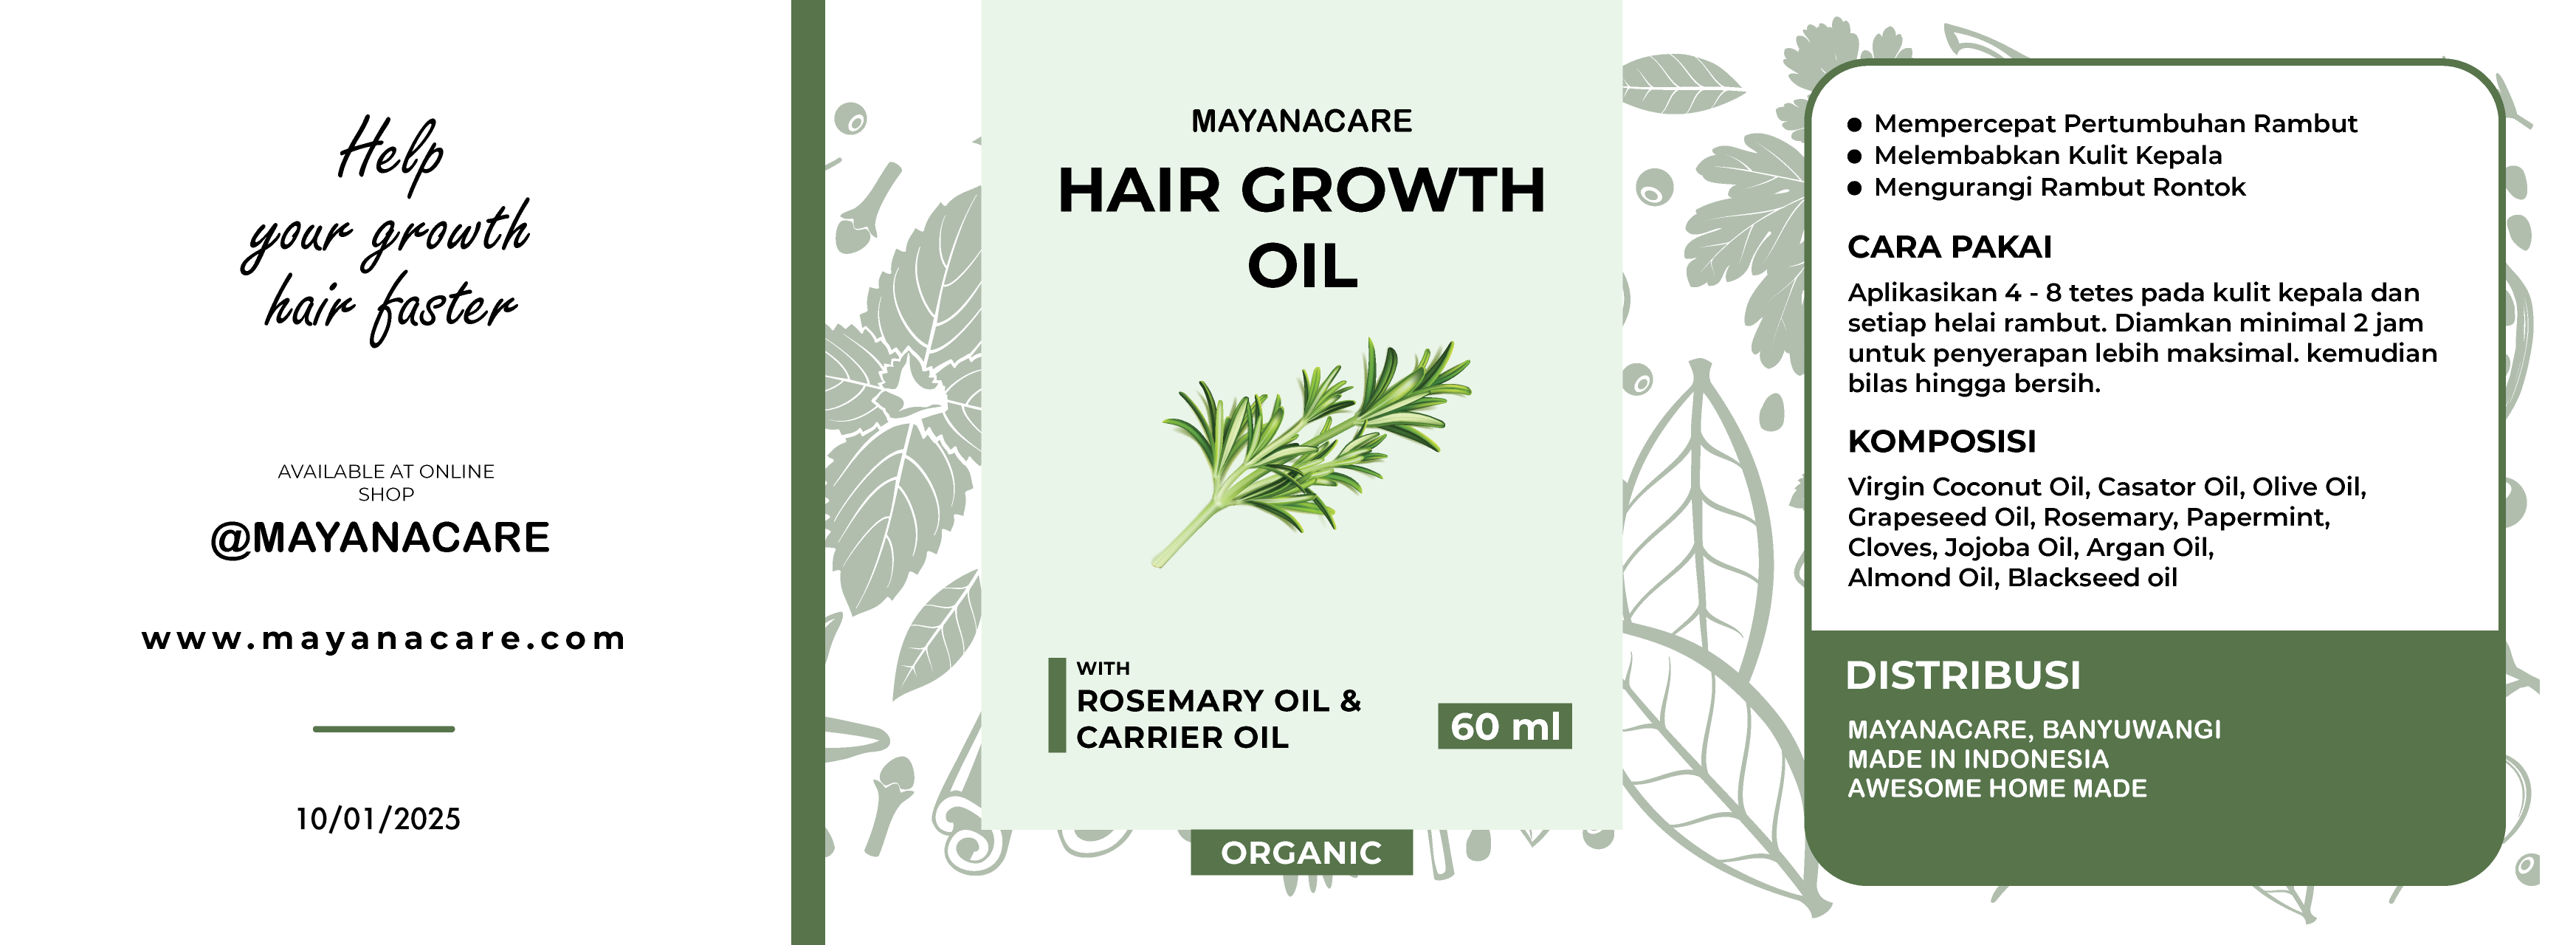 Help
your growth
hair faster
AVAILABLE AT ONLINE
SHOP
@MAYANACARE
www.mayanacare.com
10/01/2025
MAYANACARE
HAIR GROWTH
OIL
WITH
ROSEMARY OIL &
CARRIER OIL
60 ml
ORGANIC
● Mempercepat Pertumbuhan Rambut
● Melembabkan Kulit Kepala
● Mengurangi Rambut Rontok
CARA PAKAI
Aplikasikan 4 - 8 tetes pada kulit kepala dan
setiap helai rambut. Diamkan minimal 2 jam
untuk penyerapan lebih maksimal. kemudian
bilas hingga bersih.
KOMPOSISI
Virgin Coconut Oil, Casator Oil, Olive Oil,
Grapeseed Oil, Rosemary, Papermint,
Cloves, Jojoba Oil, Argan Oil,
Almond Oil, Blackseed oil
DISTRIBUSI
MAYANACARE, BANYUWANGI
MADE IN INDONESIA
AWESOME HOME MADE